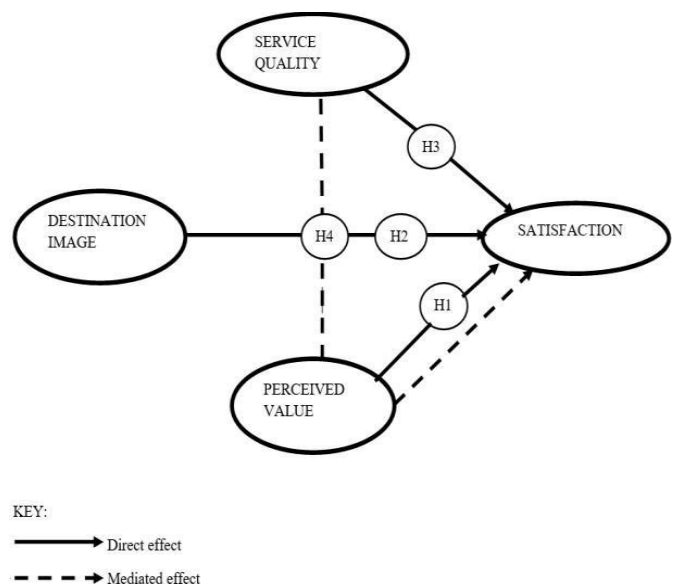 SERVICE
QUALITY
H3
DESTINATION
IMAGE
H4
H2
SATISFACTION
H1
PERCEIVED
VALUE
KEY:
Direct effect
Mediated effect